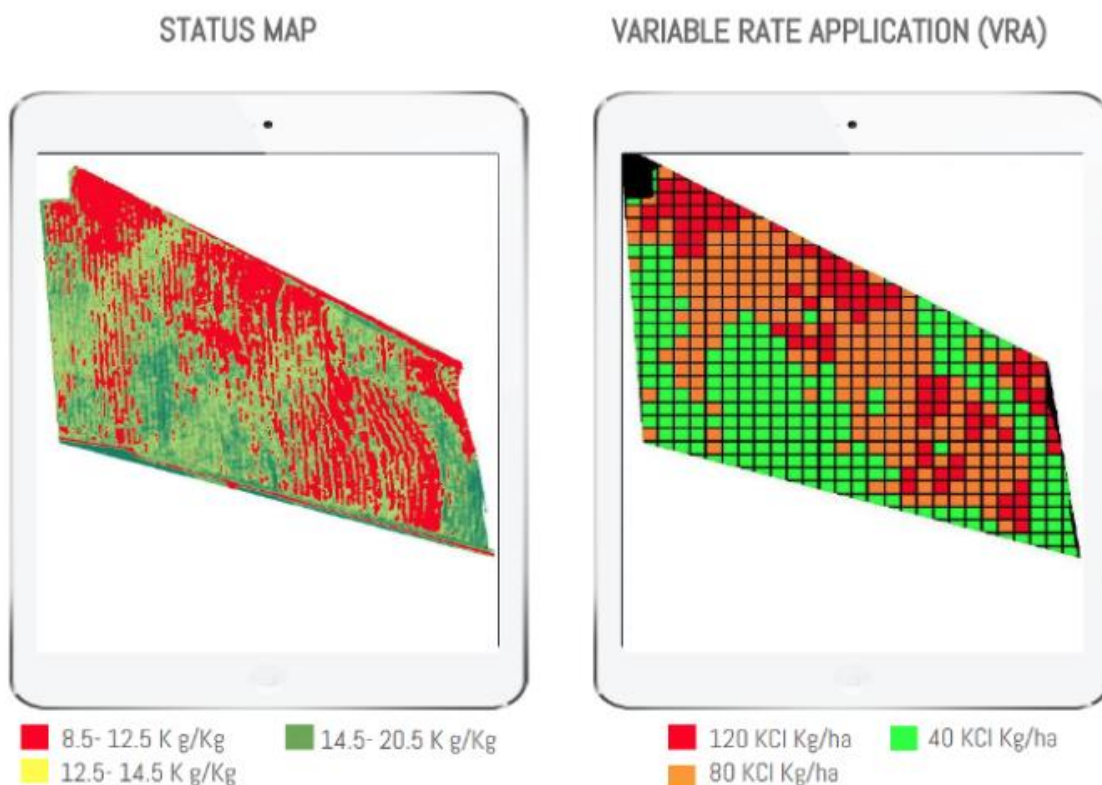 STATUS MAP
VARIABLE RATE APPLICATION (VRA)
8.5- 12.5 K g/Kg
14.5- 20.5 K g/Kg
12.5- 14.5 K g/Kg
120 KCl Kg/ha
40 KCl Kg/ha
80 KCl Kg/ha